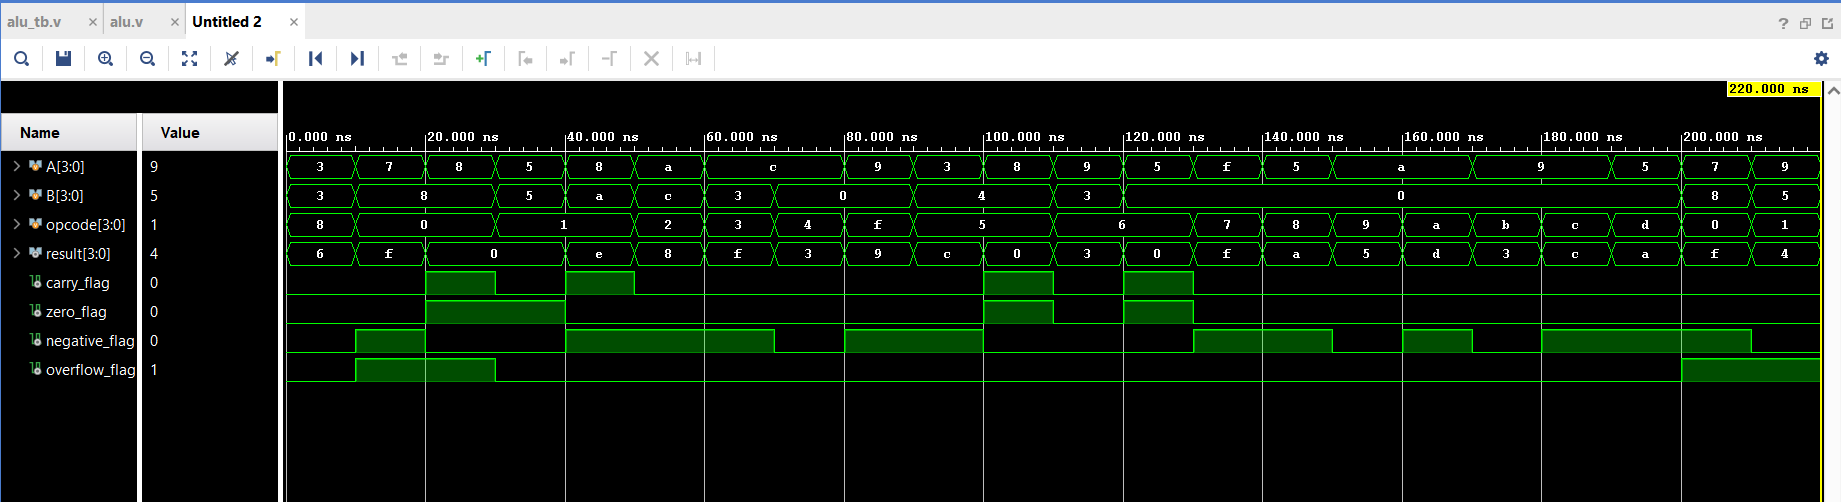 alu_tb.v × alu.v × Untitled 2 ×
?
220.000 ns
Name Value
0.000 ns 20.000 ns 40.000 ns 60.000 ns 80.000 ns 100.000 ns 120.000 ns 140.000 ns 160.000 ns 180.000 ns 200.000 ns
A[3:0] 9 3 7 8 5 8 a c 9 3 8 9 5 f 5 a 9 5 7 9
B[3:0] 5 3 8 5 a c 3 0 4 3 0 8 5
opcode[3:0] 1 8 0 1 2 3 4 f 5 6 7 8 9 a b c d 0 1
result[3:0] 4 6 f 0 e 8 f 3 9 c 0 3 0 f a 5 d 3 c a f 4
carry_flag 0
zero_flag 0
negative_flag 0
overflow_flag 1